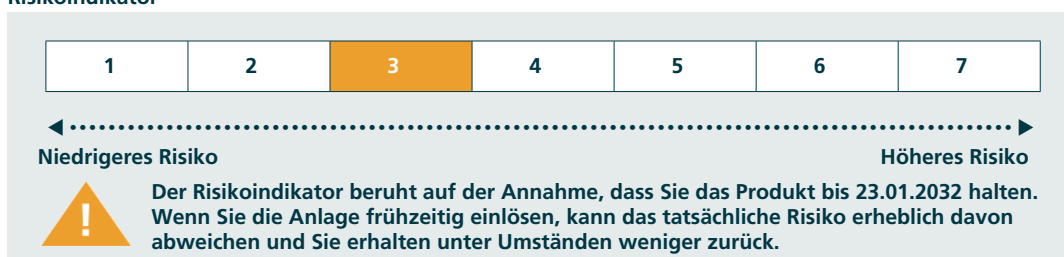 Risikoindikator
1 2 3 4 5 6 7
Niedrigeres Risiko Höheres Risiko
! Der Risikoindikator beruht auf der Annahme, dass Sie das Produkt bis 23.01.2032 halten.
Wenn Sie die Anlage frühzeitig einlösen, kann das tatsächliche Risiko erheblich davon
abweichen und Sie erhalten unter Umständen weniger zurück.